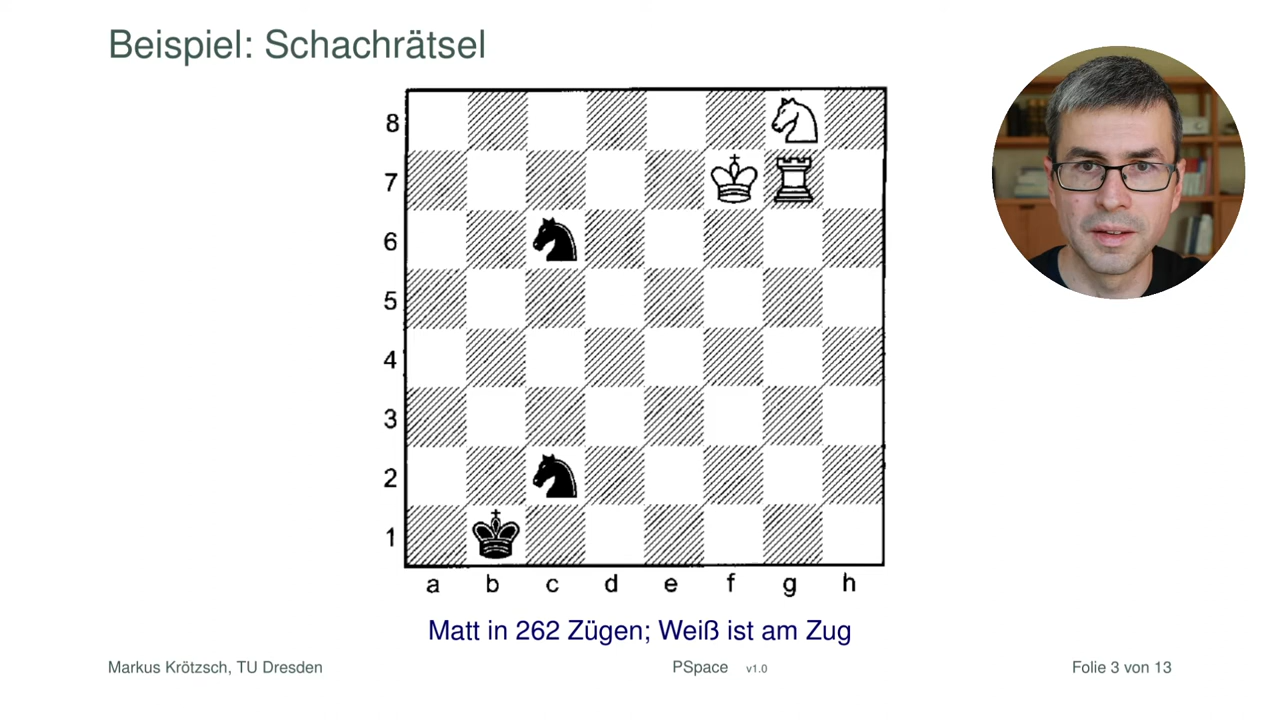 Beispiel: Schachrätsel
8
7
6
5
4
3
2
1
a b c d e f g h
Matt in 262 Zügen; Weiß ist am Zug
Markus Krötzsch, TU Dresden PSpace v1.0 Folie 3 von 13